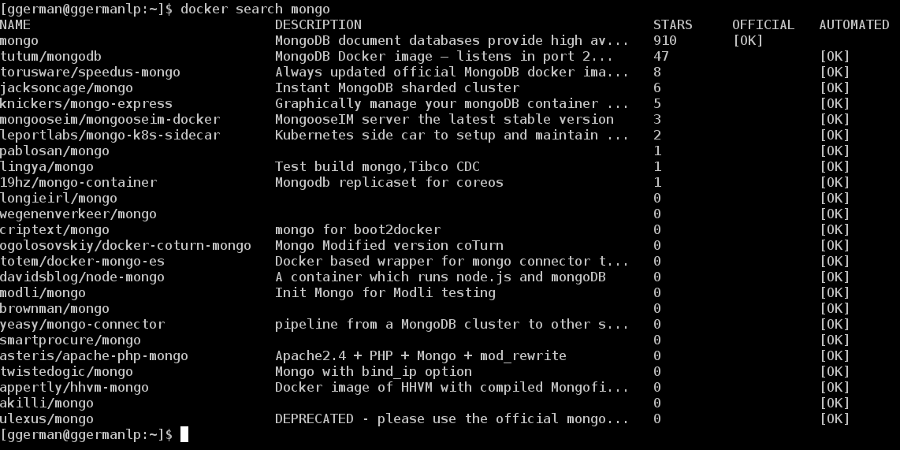 [ggerman@ggermanlp:~]$ docker search mongo
NAME DESCRIPTION STARS OFFICIAL AUTOMATED
mongo MongoDB document databases provide high av... 910 [OK]
tutum/mongodb MongoDB Docker image – listens in port 2... 47 [OK]
torusware/speedus-mongo Always updated official MongoDB docker ima... 8 [OK]
jacksoncage/mongo Instant MongoDB sharded cluster 6 [OK]
knickers/mongo-express Graphically manage your mongoDB container ... 5 [OK]
mongooseim/mongooseim-docker MongooseIM server the latest stable version 3 [OK]
leportlabs/mongo-k8s-sidecar Kubernetes side car to setup and maintain ... 2 [OK]
pablosan/mongo 1 [OK]
lingya/mongo Test build mongo,Tibco CDC 1 [OK]
19hz/mongo-container Mongodb replicaset for coreos 1 [OK]
longieirl/mongo 0 [OK]
wegenenverkeer/mongo 0 [OK]
criptext/mongo mongo for boot2docker 0 [OK]
ogolosovskiy/docker-coturn-mongo Mongo Modified version coTurn 0 [OK]
totem/docker-mongo-es Docker based wrapper for mongo connector t... 0 [OK]
davidsblog/node-mongo A container which runs node.js and mongoDB 0 [OK]
modli/mongo Init Mongo for Modli testing 0 [OK]
brownman/mongo 0 [OK]
yeasy/mongo-connector pipeline from a MongoDB cluster to other s... 0 [OK]
smartprocure/mongo 0 [OK]
asteris/apache-php-mongo Apache2.4 + PHP + Mongo + mod_rewrite 0 [OK]
twistedogic/mongo Mongo with bind_ip option 0 [OK]
appertly/hhvm-mongo Docker image of HHVM with compiled Mongofi... 0 [OK]
akilli/mongo 0 [OK]
ulexus/mongo DEPRECATED - please use the official mongo... 0 [OK]
[ggerman@ggermanlp:~]$